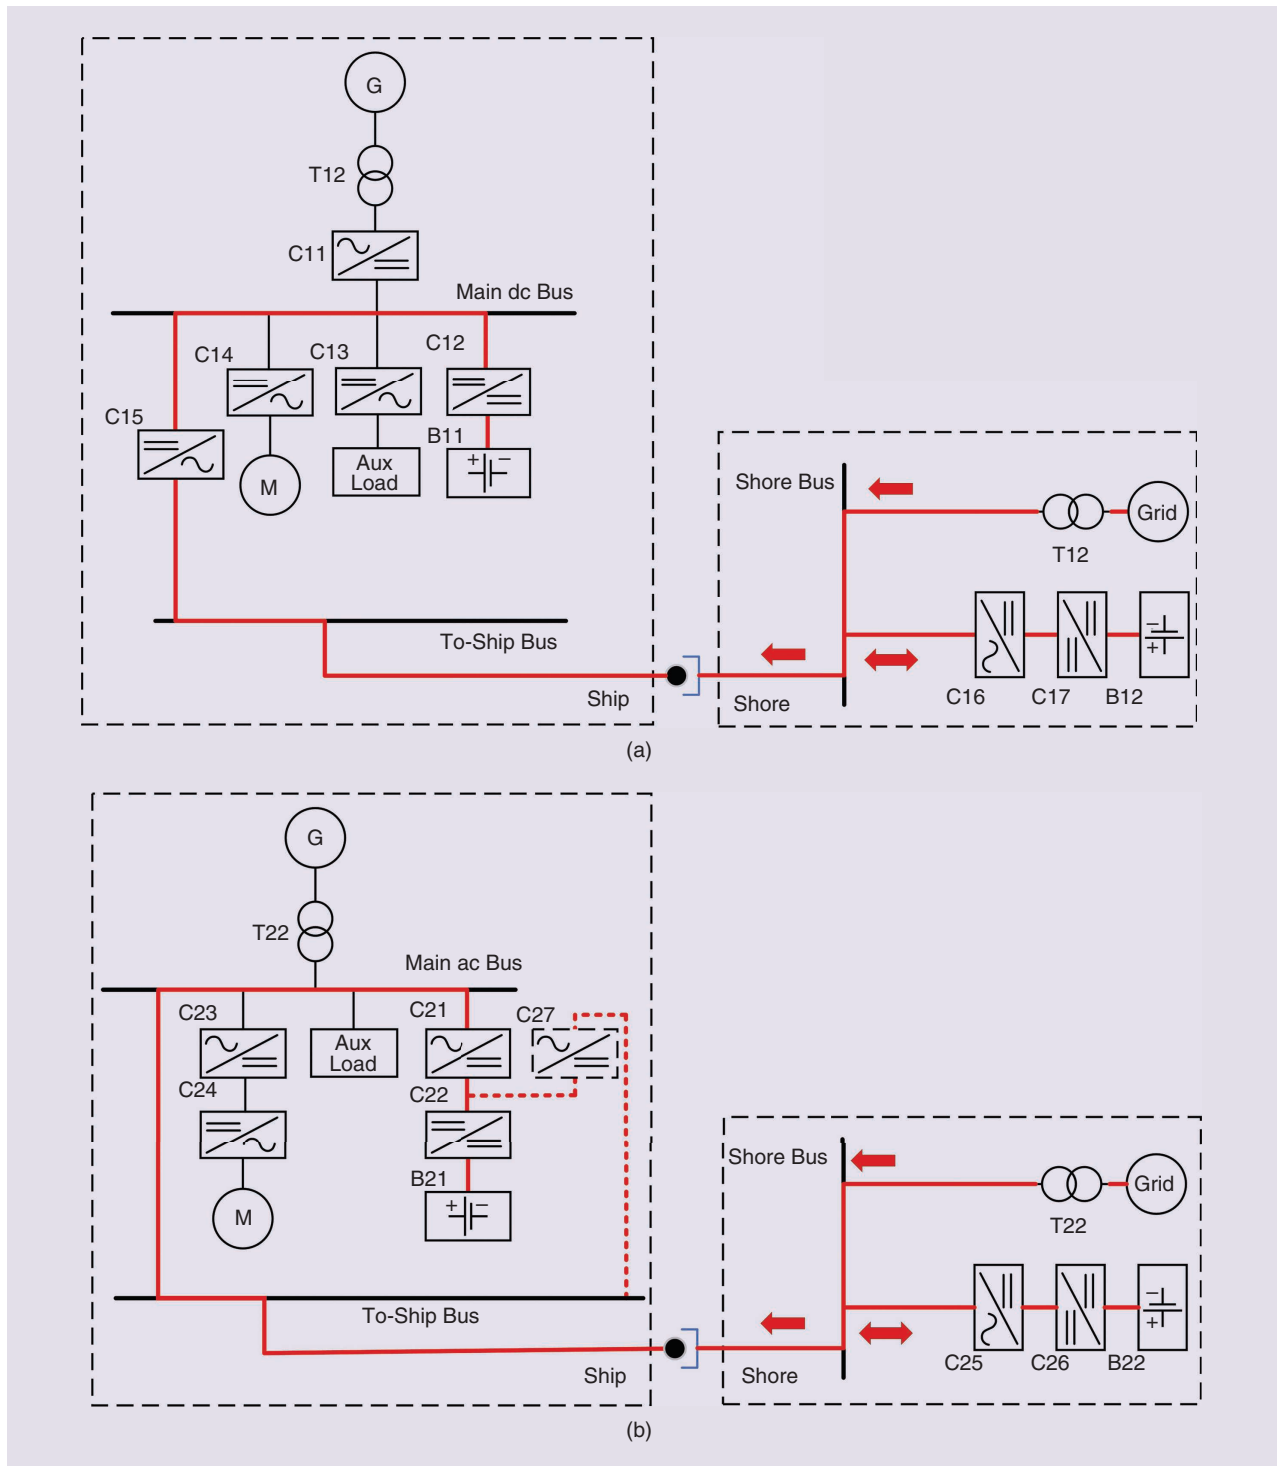 G
T12
C11
Main dc Bus
C14
C13
C12
C15
B11
+ −
M
Aux
Load
To-Ship Bus
Ship
Shore Bus
Grid
T12
−
+
C16
C17
B12
Shore
(a)
G
T22
Main ac Bus
C23
C21
C27
Aux
Load
C24
C22
B21
+ −
M
To-Ship Bus
Ship
Shore Bus
Grid
T22
−
+
C25
C26
B22
Shore
(b)